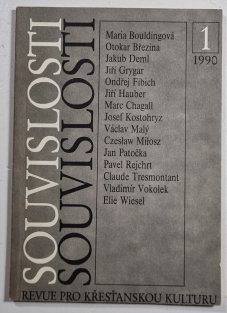 SOUVISLOSTI
SOUVISLOSTI
Maria Bouldingová
Otokar Březina
Jakub Deml
Jiří Grygar
Ondřej Fibich
Jiří Hauber
Marc Chagall
Josef Kostohryz
Václav Malý
Czesław Miłosz
Jan Patočka
Pavel Rejchrt
Claude Tresmontant
Vladimír Vokolek
Elie Wiesel
1
1990
REVUE PRO KŘESŤANSKOU KULTURU